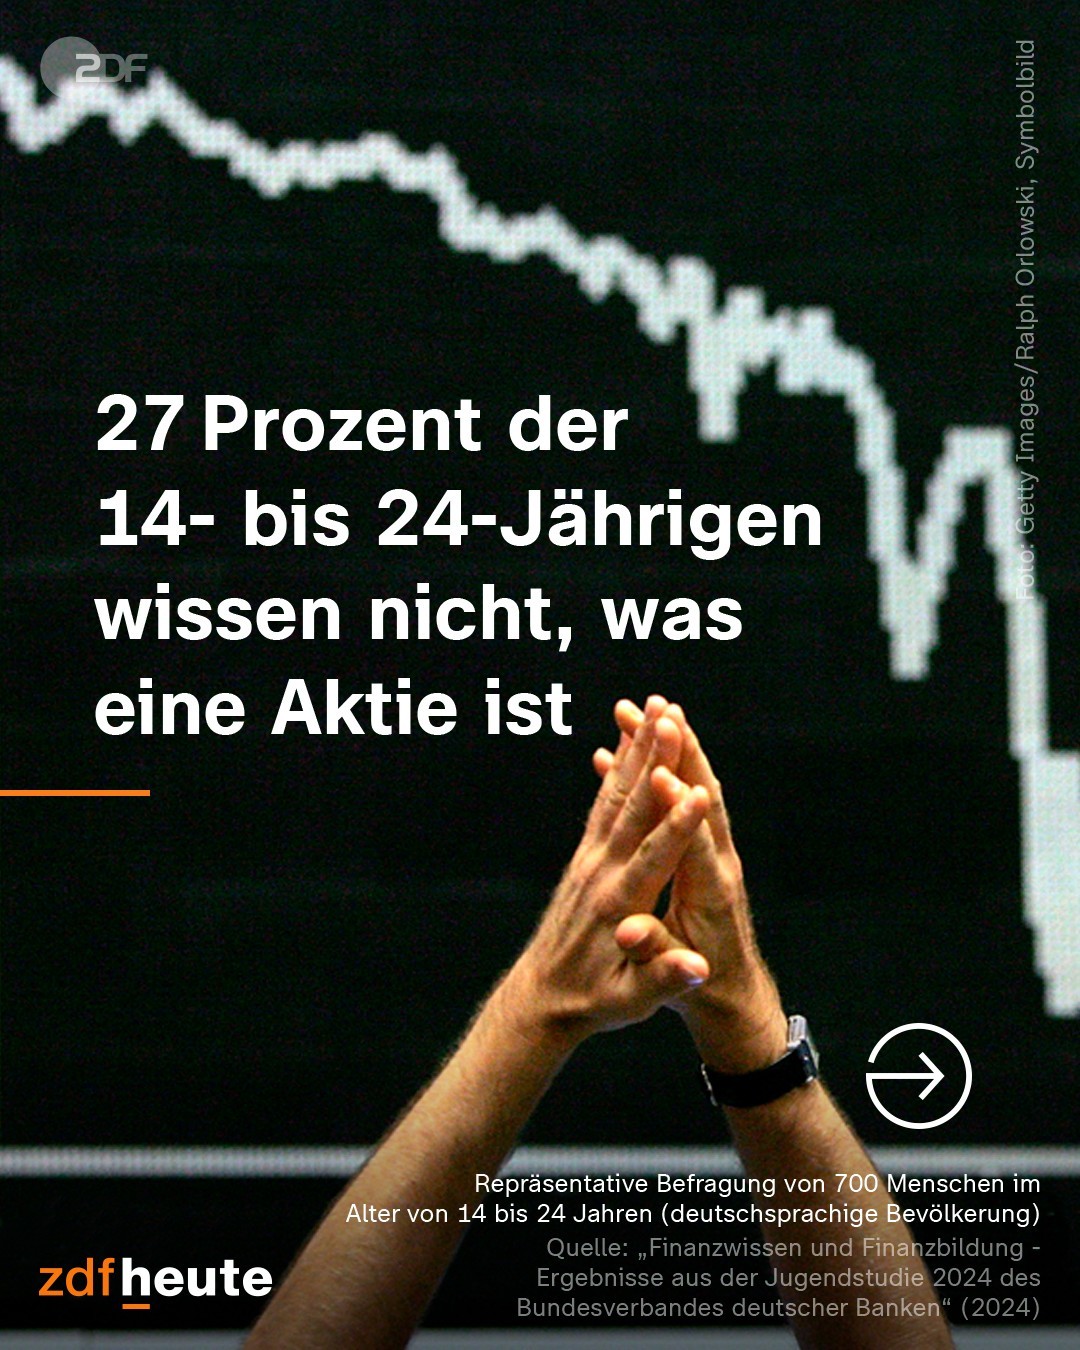 ZDF
Foto: Getty Images/Ralph Orlowski, Symbolbild
27 Prozent der
14- bis 24-Jährigen
wissen nicht, was
eine Aktie ist
Repräsentative Befragung von 700 Menschen im
Alter von 14 bis 24 Jahren (deutschsprachige Bevölkerung)
Quelle: „Finanzwissen und Finanzbildung -
Ergebnisse aus der Jugendstudie 2024 des
Bundesverbandes deutscher Banken“ (2024)
zdfheute